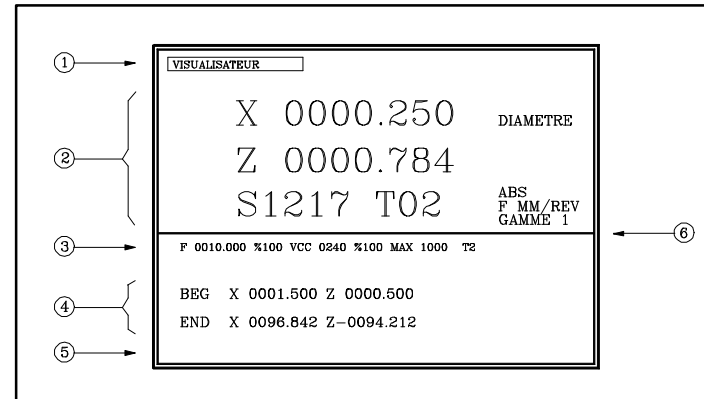 ① VISUALISATEUR
X 0000.250 DIAMETRE
② Z 0000.784
S1217 T02 ABS
F MM/REV
GAMME 1
⑥
③ F 0010.000 %100 VCC 0240 %100 MAX 1000 T2
BEG X 0001.500 Z 0000.500
④
END X 0096.842 Z-0094.212
⑤